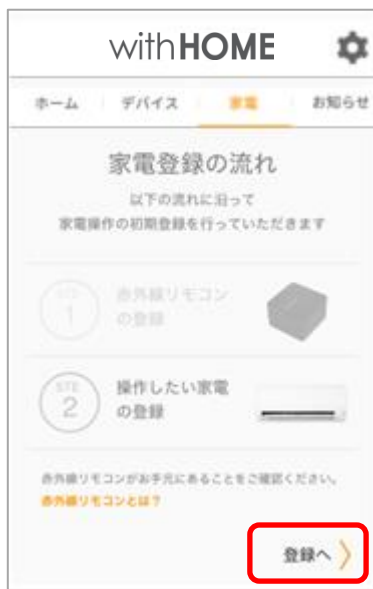 withHOME
ホーム デバイス 家電 お知らせ
家電登録の流れ
以下の流れに沿って
家電操作の初期登録を行っていただきます
STE
1
赤外線リモコン
の登録
STE
2
操作したい家電
の登録
赤外線リモコンがお手元にあることをご確認ください。
赤外線リモコンとは？
登録へ 〉